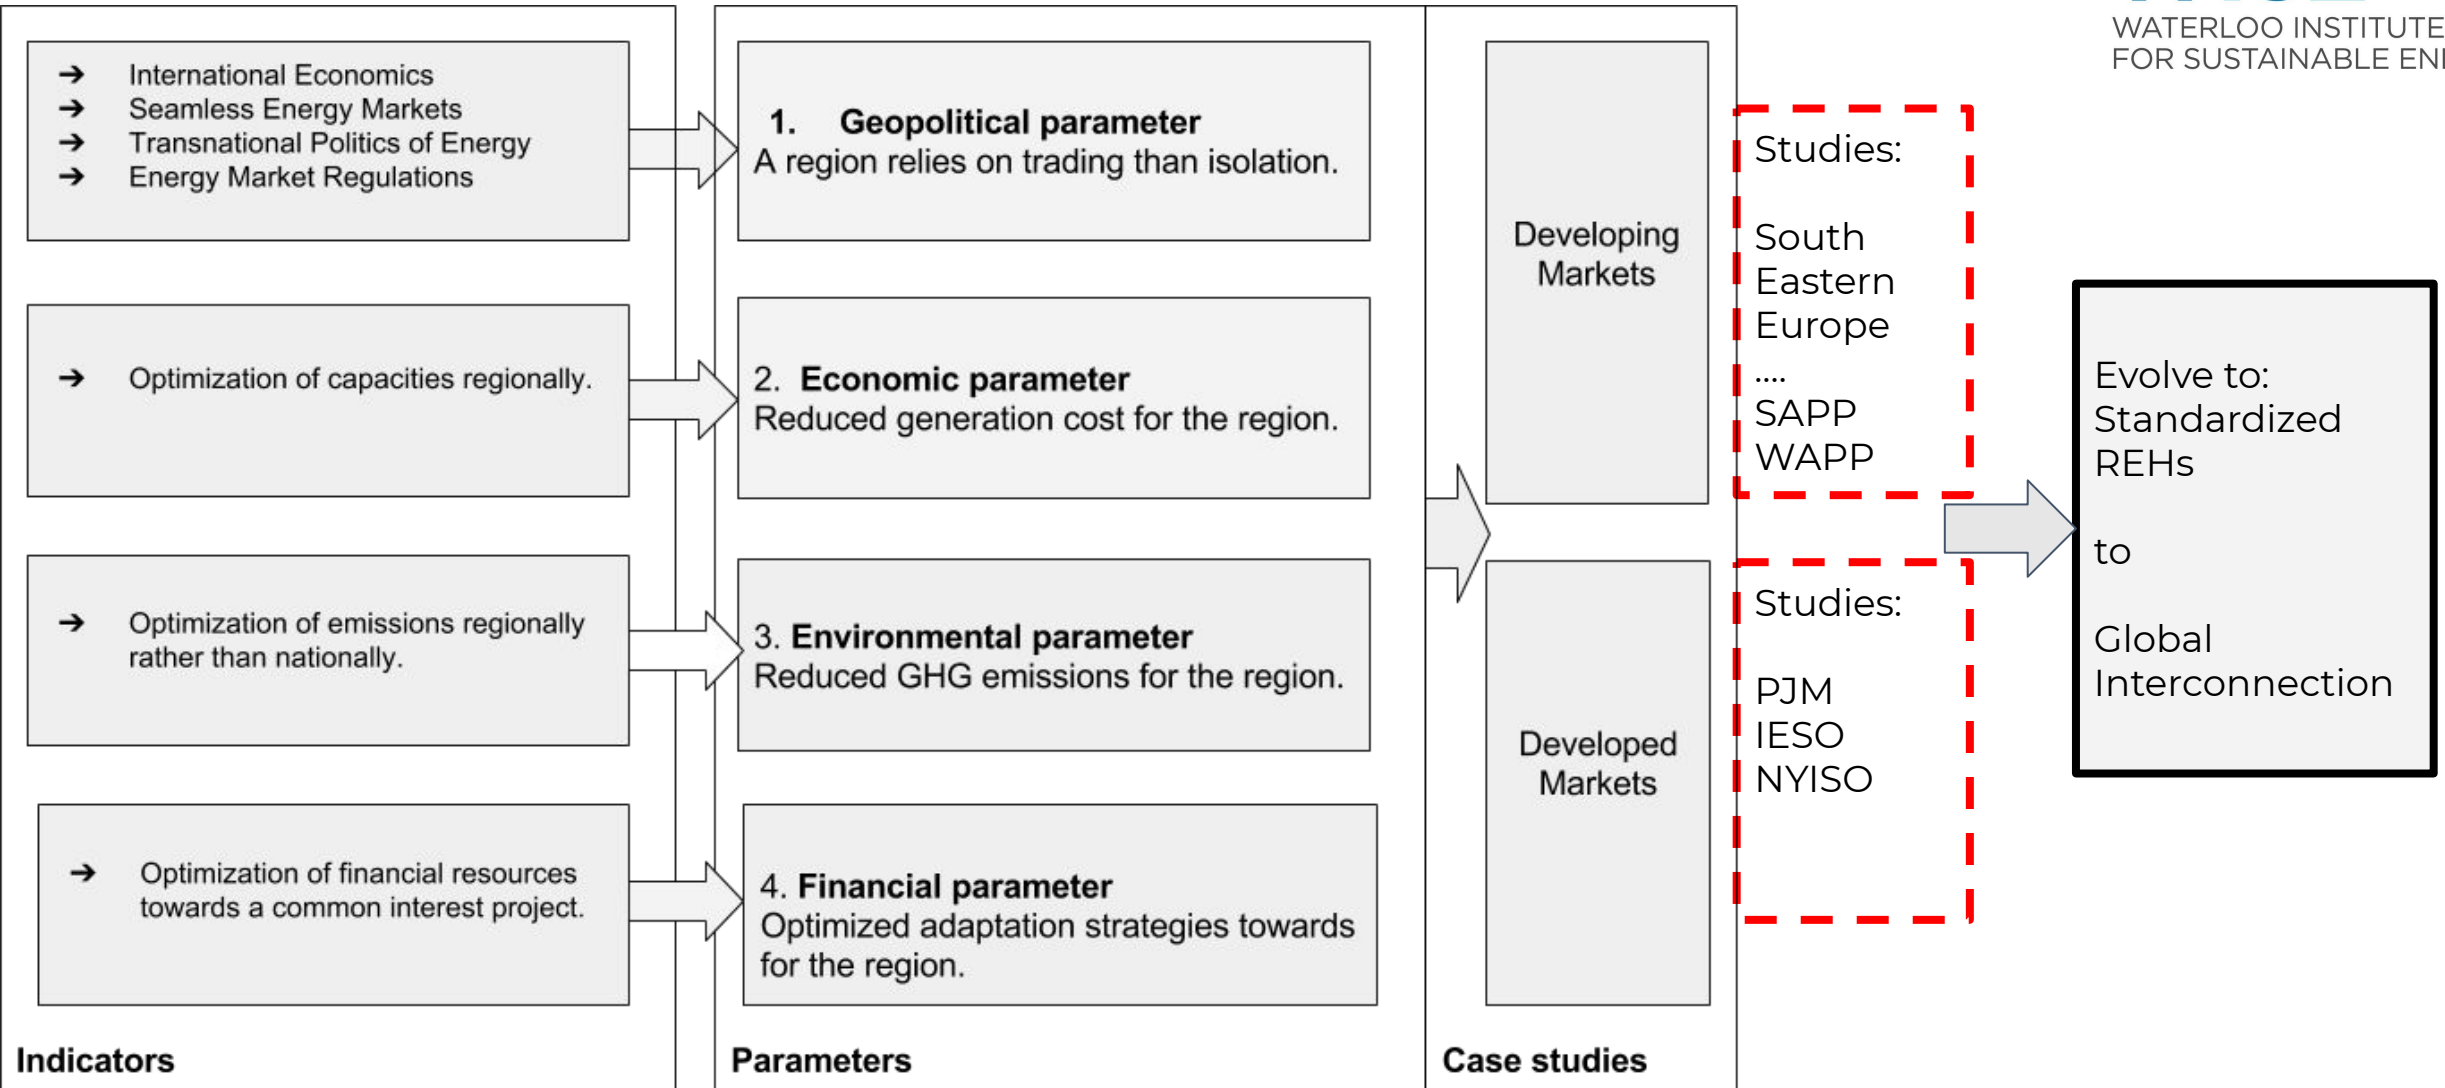 WATERLOO INSTITUTE
FOR SUSTAINABLE
➔ International Economics
➔ Seamless Energy Markets
➔ Transnational Politics of Energy
➔ Energy Market Regulations
➔ Optimization of capacities regionally.
➔ Optimization of emissions regionally
rather than nationally.
➔ Optimization of financial resources
towards a common interest project.
Indicators
1. Geopolitical parameter
A region relies on trading than isolation.
2. Economic parameter
Reduced generation cost for the region.
3. Environmental parameter
Reduced GHG emissions for the region.
4. Financial parameter
Optimized adaptation strategies towards
for the region.
Parameters
Developing
Markets
Developed
Markets
Case studies
Studies:
South
Eastern
Europe
....
SAPP
WAPP
Studies:
PJM
IESO
NYISO
Evolve to:
Standardized
REHs
to
Global
Interconnection